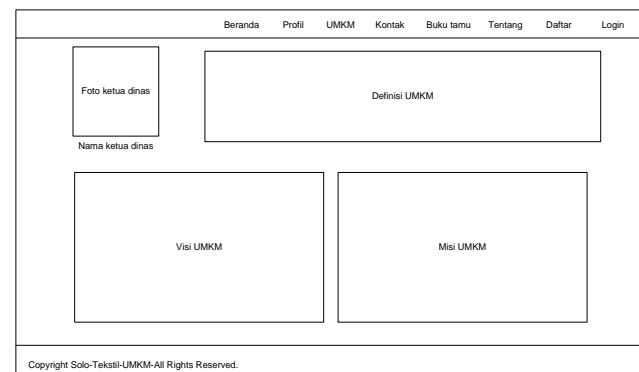 Beranda Profil UMKM Kontak Buku tamu Tentang Daftar Login
Foto ketua dinas
Definisi UMKM
Nama ketua dinas
Visi UMKM
Misi UMKM
Copyright Solo-Tekstil-UMKM-All Rights Reserved.